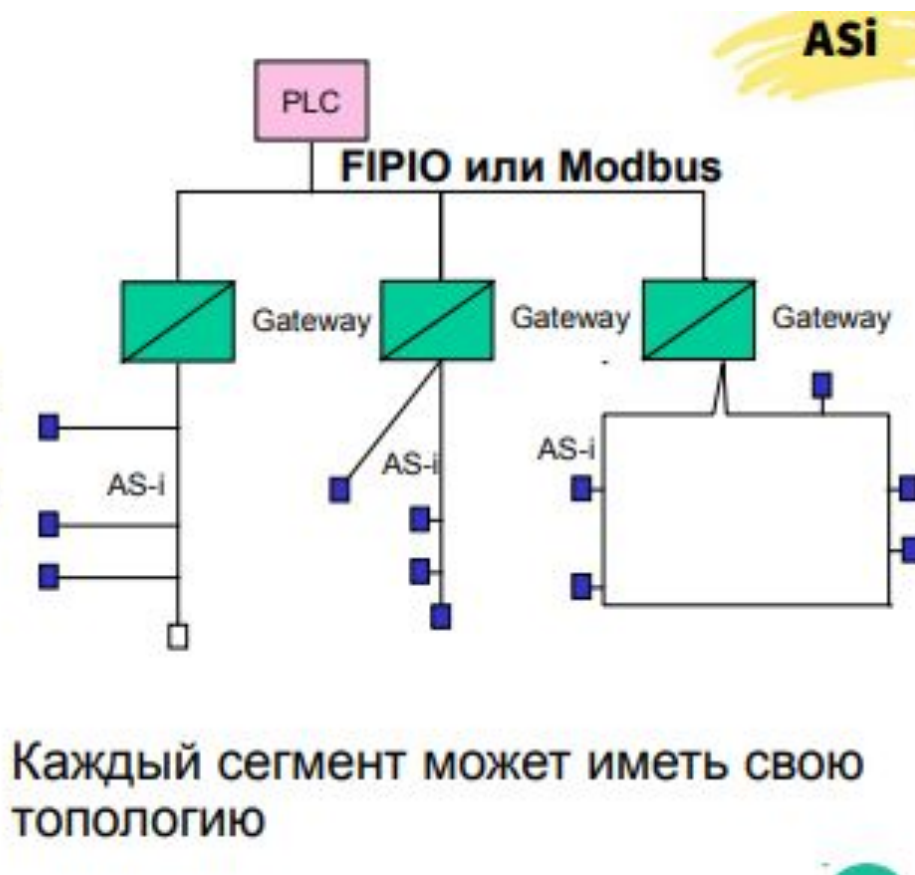 ASi
PLC
FIPIO или Modbus
Gateway
Gateway
Gateway
AS-i
AS-i
AS-i
Каждый сегмент может иметь свою
топологию